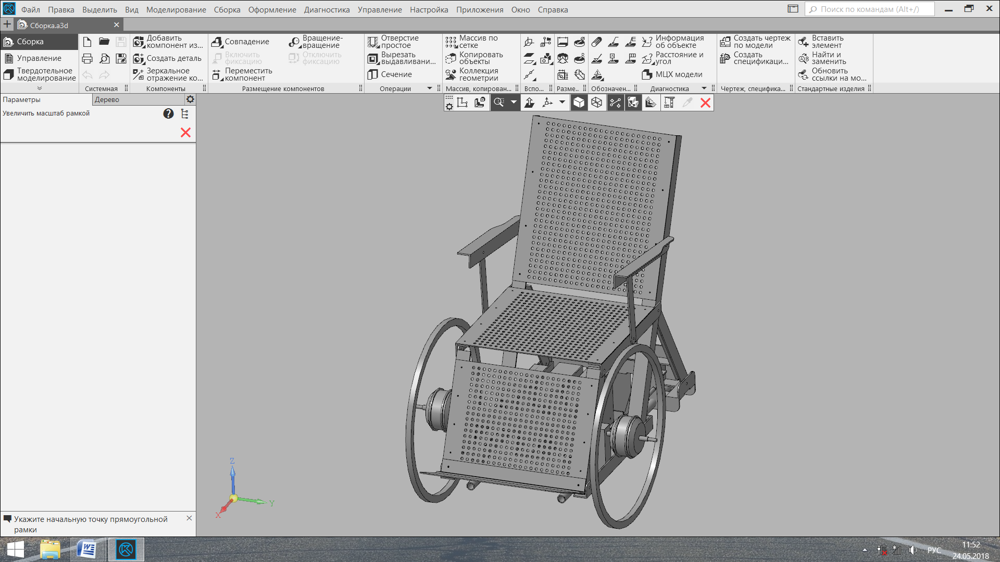 Файл Правка Выделить Вид Моделирование Сборка Оформление Диагностика Управление Настройка Приложения Окно Справка
Поиск по командам (Alt+/)
Сборка.a3d
Сборка
Управление
Твердотельное
моделирование
Системная
Добавить
компонент из...
Создать деталь
Зеркальное
отражение ко...
Компоненты
Совпадение
Включить
фиксацию
Переместить
компонент
Вращение-
вращение
Отключить
фиксацию
Размещение компонентов
Отверстие
простое
Вырезать
выдавливани...
Сечение
Операции
Массив по
сетке
Копировать
объекты
Коллекция
геометрии
Массив, копирован...
Вспо...
Разме...
Обозначен...
Информация
об объекте
Расстояние и
угол
МЦХ модели
Диагностика
Создать чертеж
по модели
Создать
спецификаци...
Чертеж, специфика...
Вставить
элемент
Найти и
заменить
Обновить
ссылки на мо...
Стандартные изделия
Параметры
Дерево
Увеличить масштаб рамкой
Z
Y
X
Укажите начальную точку прямоугольной
рамки
РУС
11:52
24.05.2018